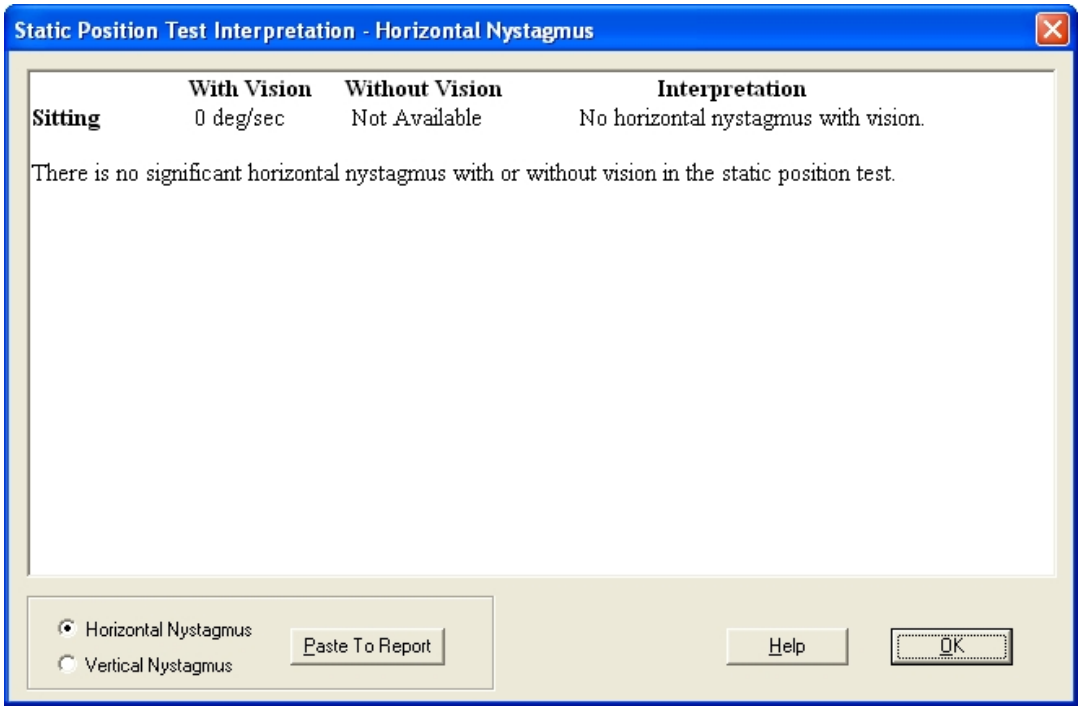 Static Position Test Interpretation - Horizontal Nystagmus
With Vision Without Vision Interpretation
Sitting 0 deg/sec Not Available No horizontal nystagmus with vision.
There is no significant horizontal nystagmus with or without vision in the static position test.
Horizontal Nystagmus
Vertical Nystagmus
Paste To Report
Help
OK